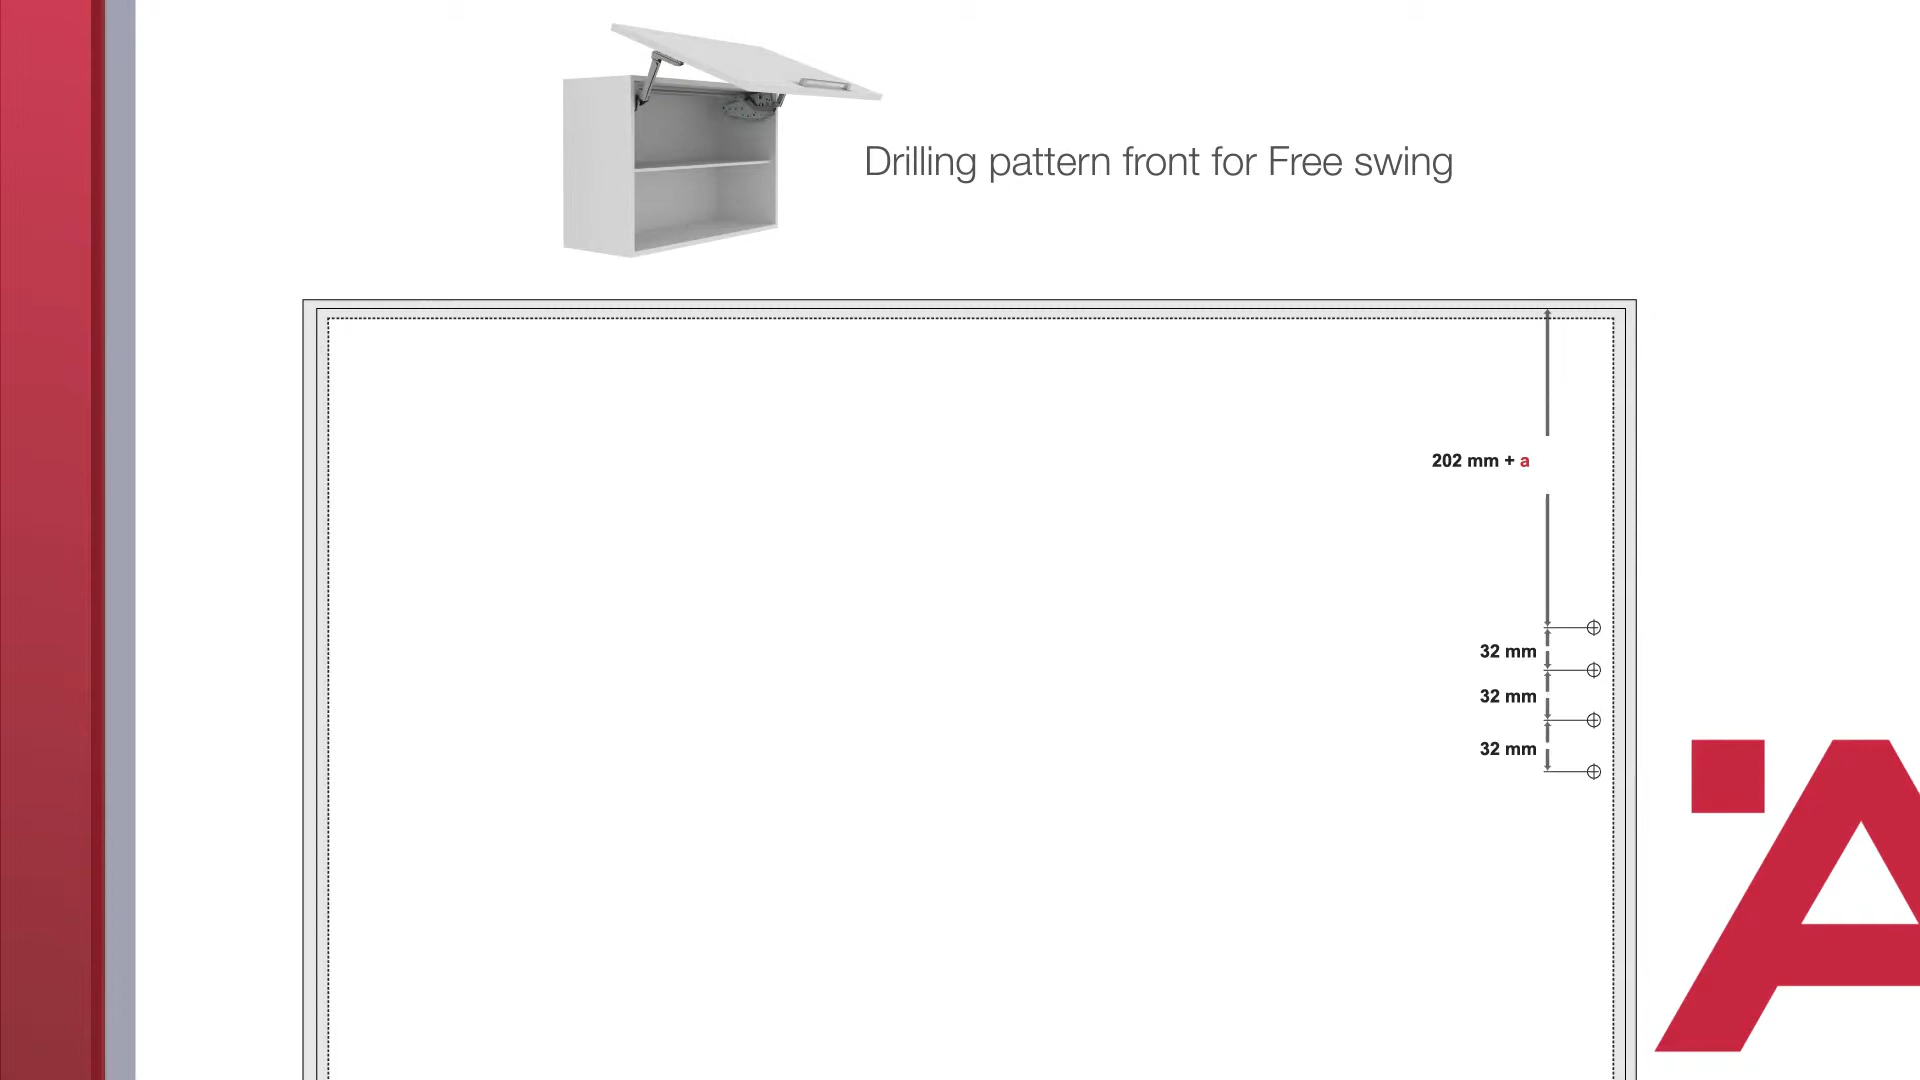 Drilling pattern front for Free swing
202 mm + a
32 mm
32 mm
32 mm